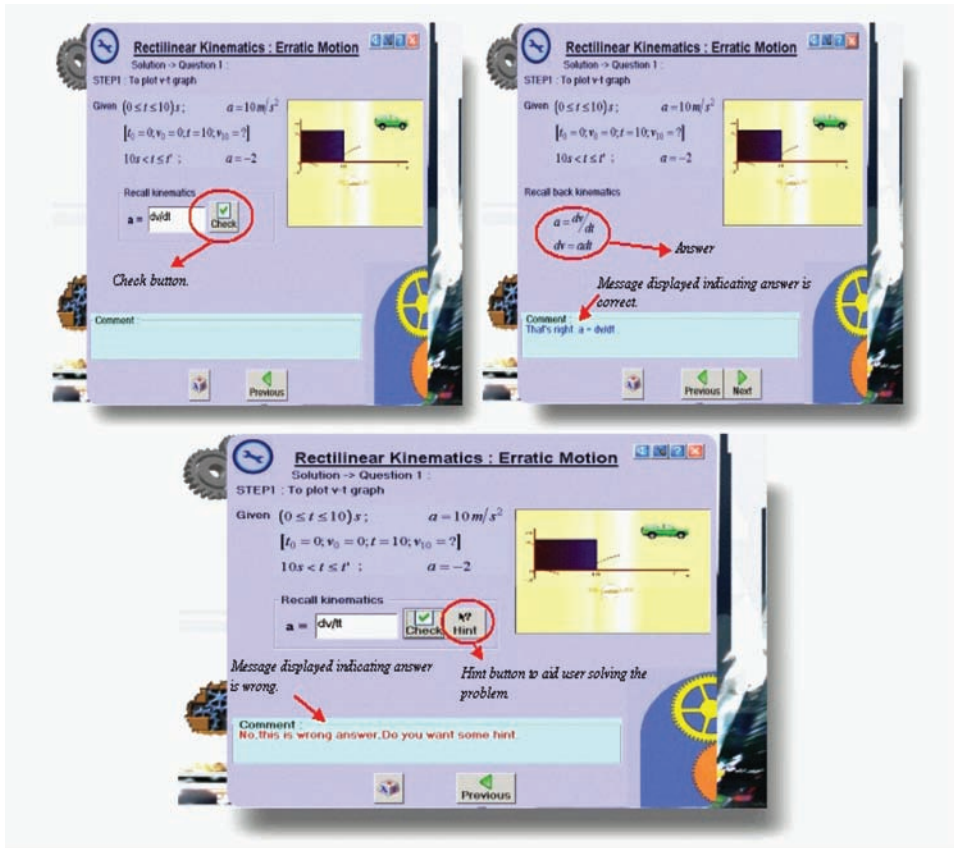 Rectilinear Kinematics : Erratic Motion
Solution -> Question 1 :
STEP1 : To plot v-t graph
Given (0 ≤ t ≤ 10) s ; a = 10 m/s²
[t₀ = 0; v₀ = 0; t = 10; v₁₀ = ?]
10s < t ≤ t' ; a = −2
Recall kinematics
a = dv/dt Check
Check button.
Comment :
Previous
Rectilinear Kinematics : Erratic Motion
Solution -> Question 1 :
STEP1 : To plot v-t graph
Given (0 ≤ t ≤ 10) s ; a = 10 m/s²
[t₀ = 0; v₀ = 0; t = 10; v₁₀ = ?]
10s < t ≤ t' ; a = −2
Recall back kinematics
a = dv/dt
dv = adt
Answer
Message displayed indicating answer is
correct.
Comment :
That's right a = dv/dt .
Previous Next
Rectilinear Kinematics : Erratic Motion
Solution -> Question 1 :
STEP1 : To plot v-t graph
Given (0 ≤ t ≤ 10) s ; a = 10 m/s²
[t₀ = 0; v₀ = 0; t = 10; v₁₀ = ?]
10s < t ≤ t' ; a = −2
Recall kinematics
a = dv/tt Check Hint
Message displayed indicating answer
is wrong.
Hint button to aid user solving the
problem.
Comment :
No,this is wrong answer.Do you want some hint.
Previous